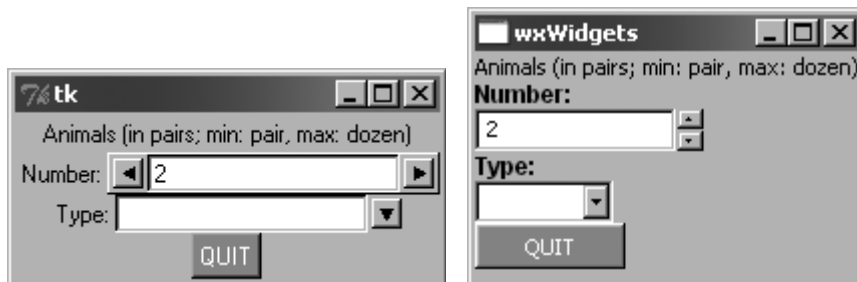 tk
Animals (in pairs; min: pair, max: dozen)
Number: 2
Type:
QUIT
wxWidgets
Animals (in pairs; min: pair, max: dozen)
Number:
2
Type:
QUIT